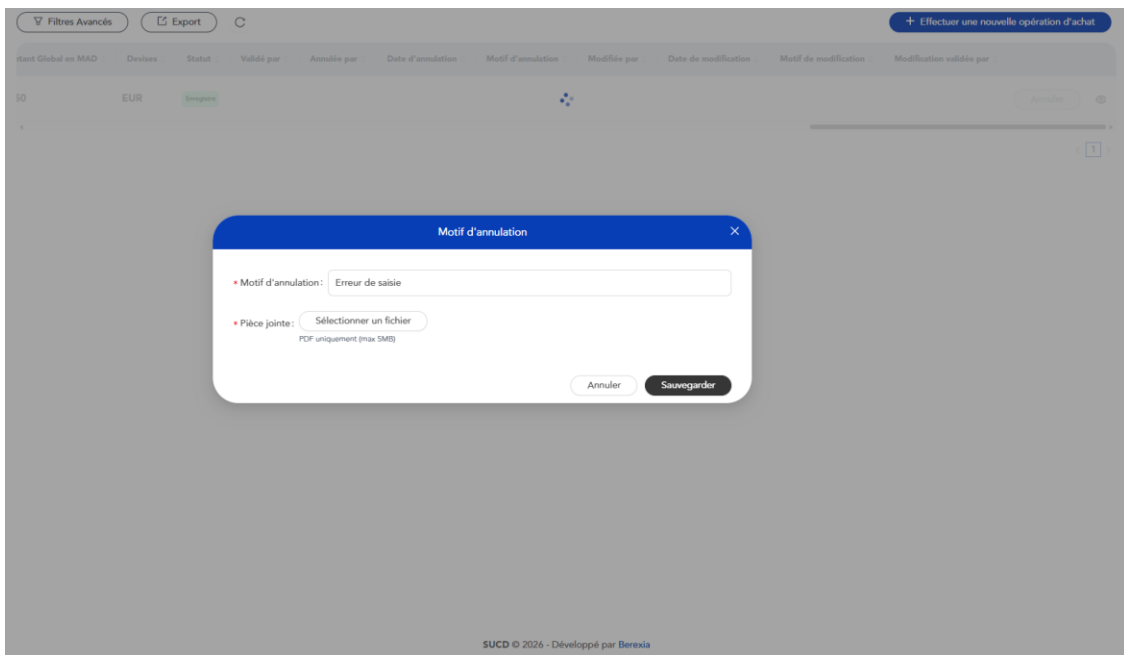 Filtres Avancés Export + Effectuer une nouvelle opération d'achat
ntant Global en MAD Devises Statut Validé par Annulée par Date d'annulation Motif d'annulation Modifiée par Date de modification Motif de modification Modification validée par
50 EUR Enregistré Annuler
1
Motif d'annulation
* Motif d'annulation : Erreur de saisie
* Pièce jointe : Sélectionner un fichier
PDF uniquement (max 5MB)
Annuler Sauvegarder
SUCD © 2026 - Développé par Berexia